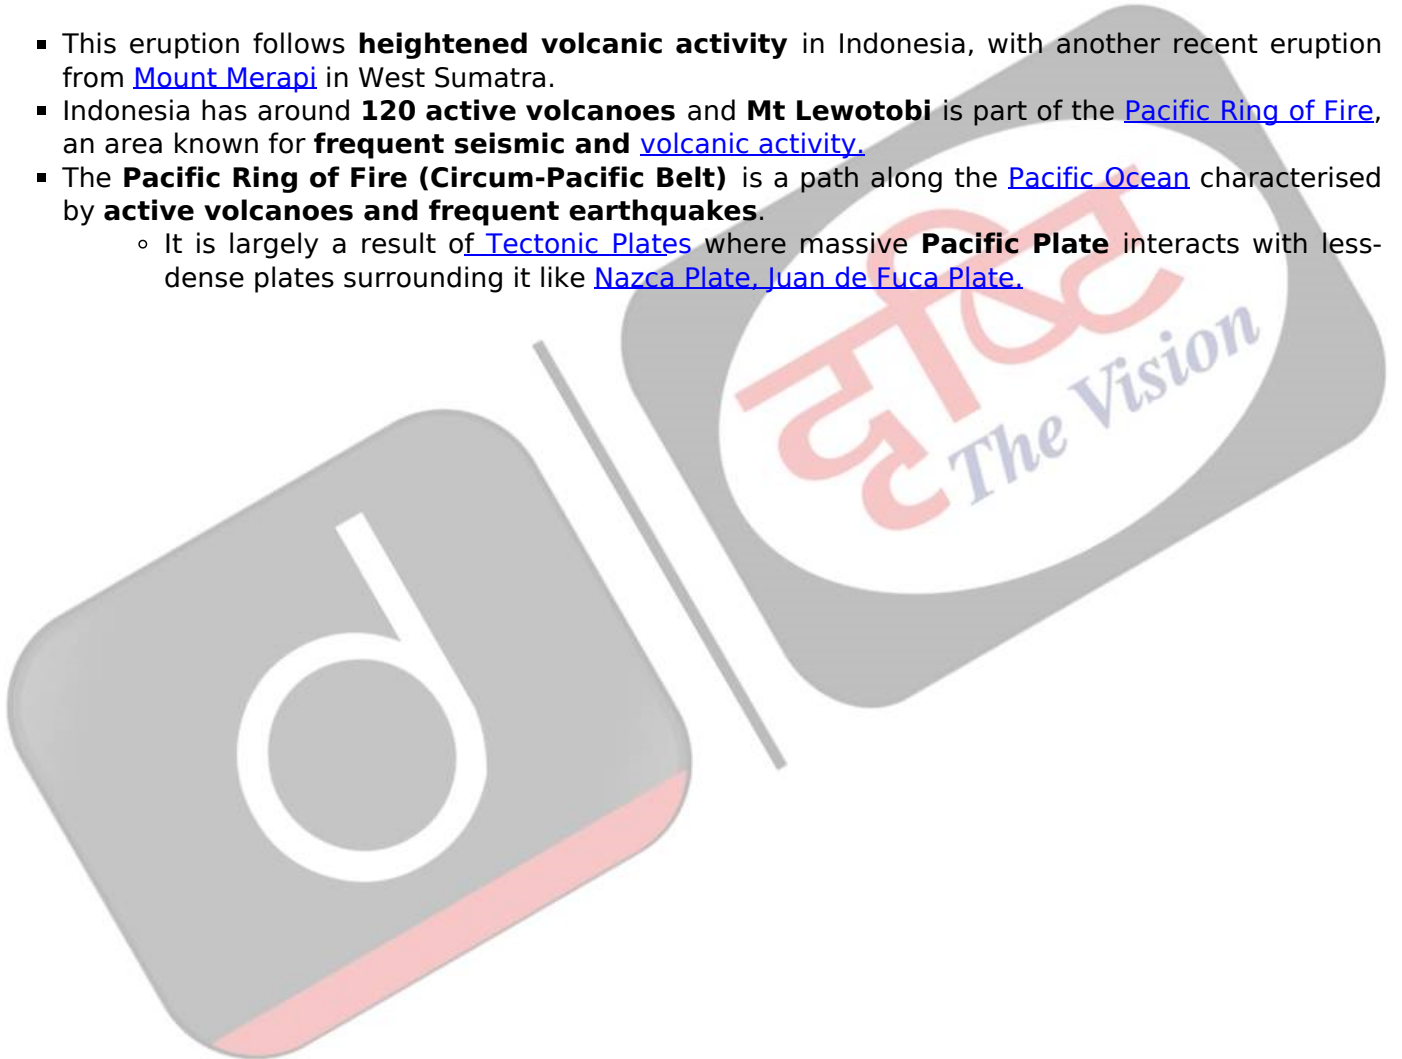 ▪ This eruption follows heightened volcanic activity in Indonesia, with another recent eruption
from Mount Merapi in West Sumatra.
▪ Indonesia has around 120 active volcanoes and Mt Lewotobi is part of the Pacific Ring of Fire,
an area known for frequent seismic and volcanic activity.
▪ The Pacific Ring of Fire (Circum-Pacific Belt) is a path along the Pacific Ocean characterised
by active volcanoes and frequent earthquakes.
◦ It is largely a result of Tectonic Plates where massive Pacific Plate interacts with less-
dense plates surrounding it like Nazca Plate, Juan de Fuca Plate.
दृष्टि
The Vision
d